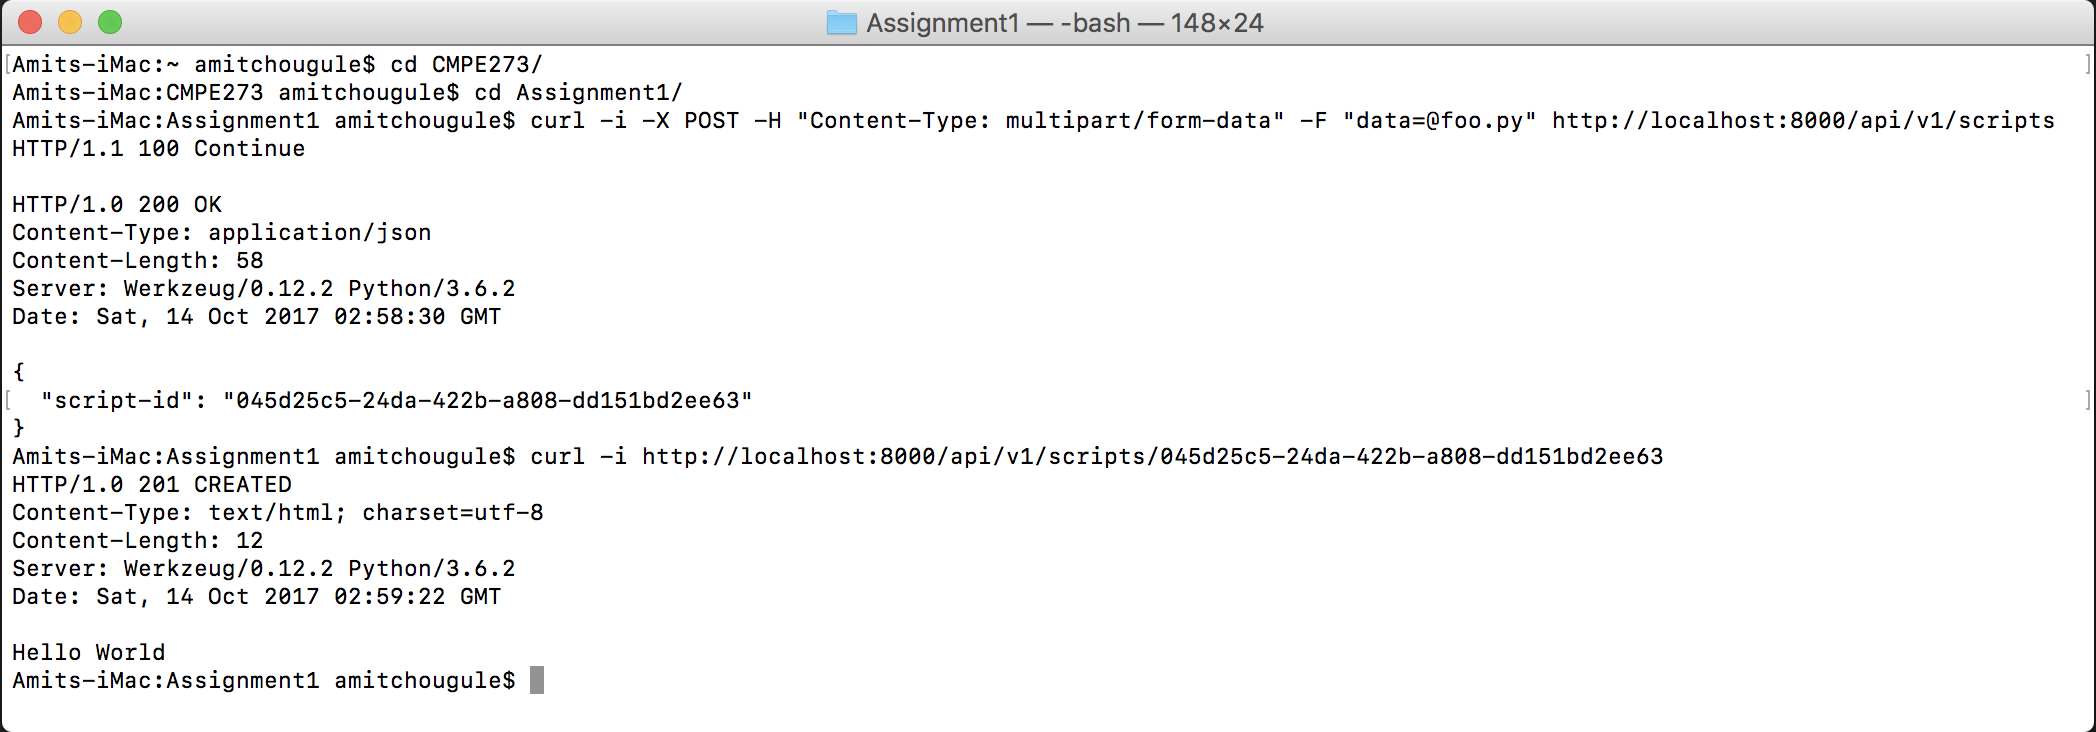 Assignment1 — -bash — 148×24
Amits-iMac:~ amitchougule$ cd CMPE273/
Amits-iMac:CMPE273 amitchougule$ cd Assignment1/
Amits-iMac:Assignment1 amitchougule$ curl -i -X POST -H "Content-Type: multipart/form-data" -F "data=@foo.py" http://localhost:8000/api/v1/scripts
HTTP/1.1 100 Continue

HTTP/1.0 200 OK
Content-Type: application/json
Content-Length: 58
Server: Werkzeug/0.12.2 Python/3.6.2
Date: Sat, 14 Oct 2017 02:58:30 GMT

{
  "script-id": "045d25c5-24da-422b-a808-dd151bd2ee63"
}
Amits-iMac:Assignment1 amitchougule$ curl -i http://localhost:8000/api/v1/scripts/045d25c5-24da-422b-a808-dd151bd2ee63
HTTP/1.0 201 CREATED
Content-Type: text/html; charset=utf-8
Content-Length: 12
Server: Werkzeug/0.12.2 Python/3.6.2
Date: Sat, 14 Oct 2017 02:59:22 GMT

Hello World
Amits-iMac:Assignment1 amitchougule$